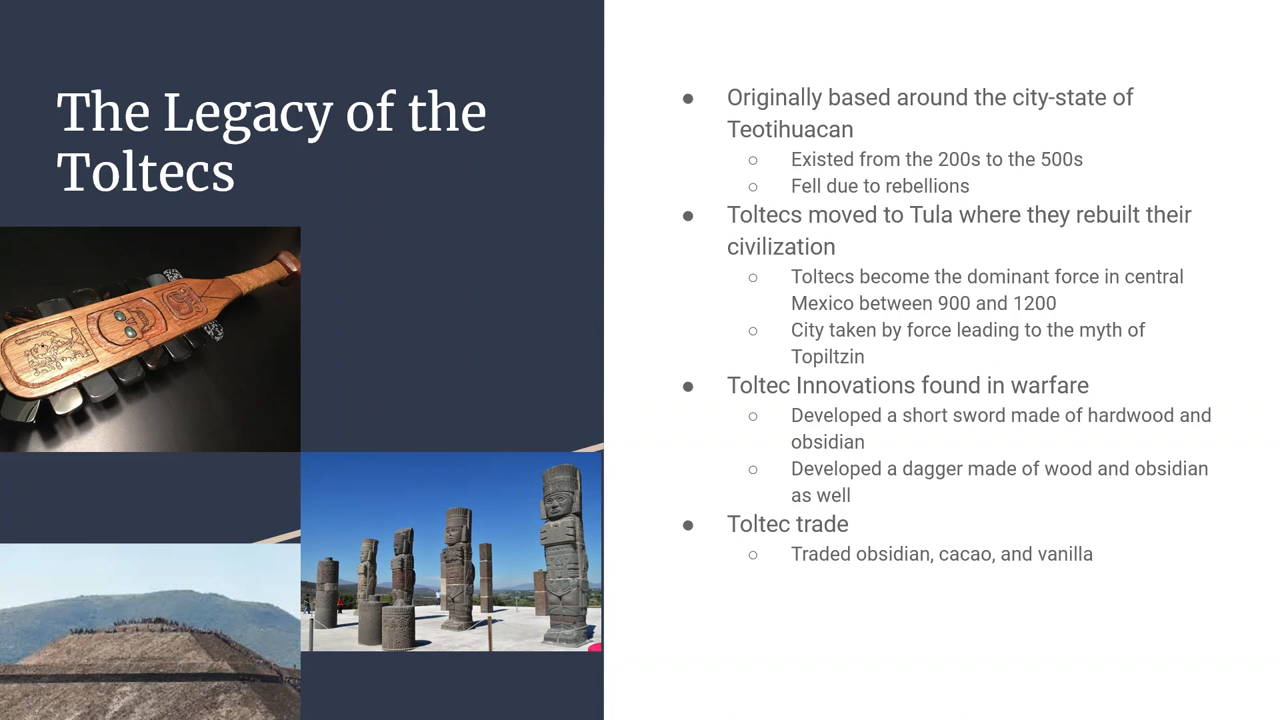 The Legacy of the
Toltecs
● Originally based around the city-state of
Teotihuacan
○ Existed from the 200s to the 500s
○ Fell due to rebellions
● Toltecs moved to Tula where they rebuilt their
civilization
○ Toltecs become the dominant force in central
Mexico between 900 and 1200
○ City taken by force leading to the myth of
Topiltzin
● Toltec Innovations found in warfare
○ Developed a short sword made of hardwood and
obsidian
○ Developed a dagger made of wood and obsidian
as well
● Toltec trade
○ Traded obsidian, cacao, and vanilla